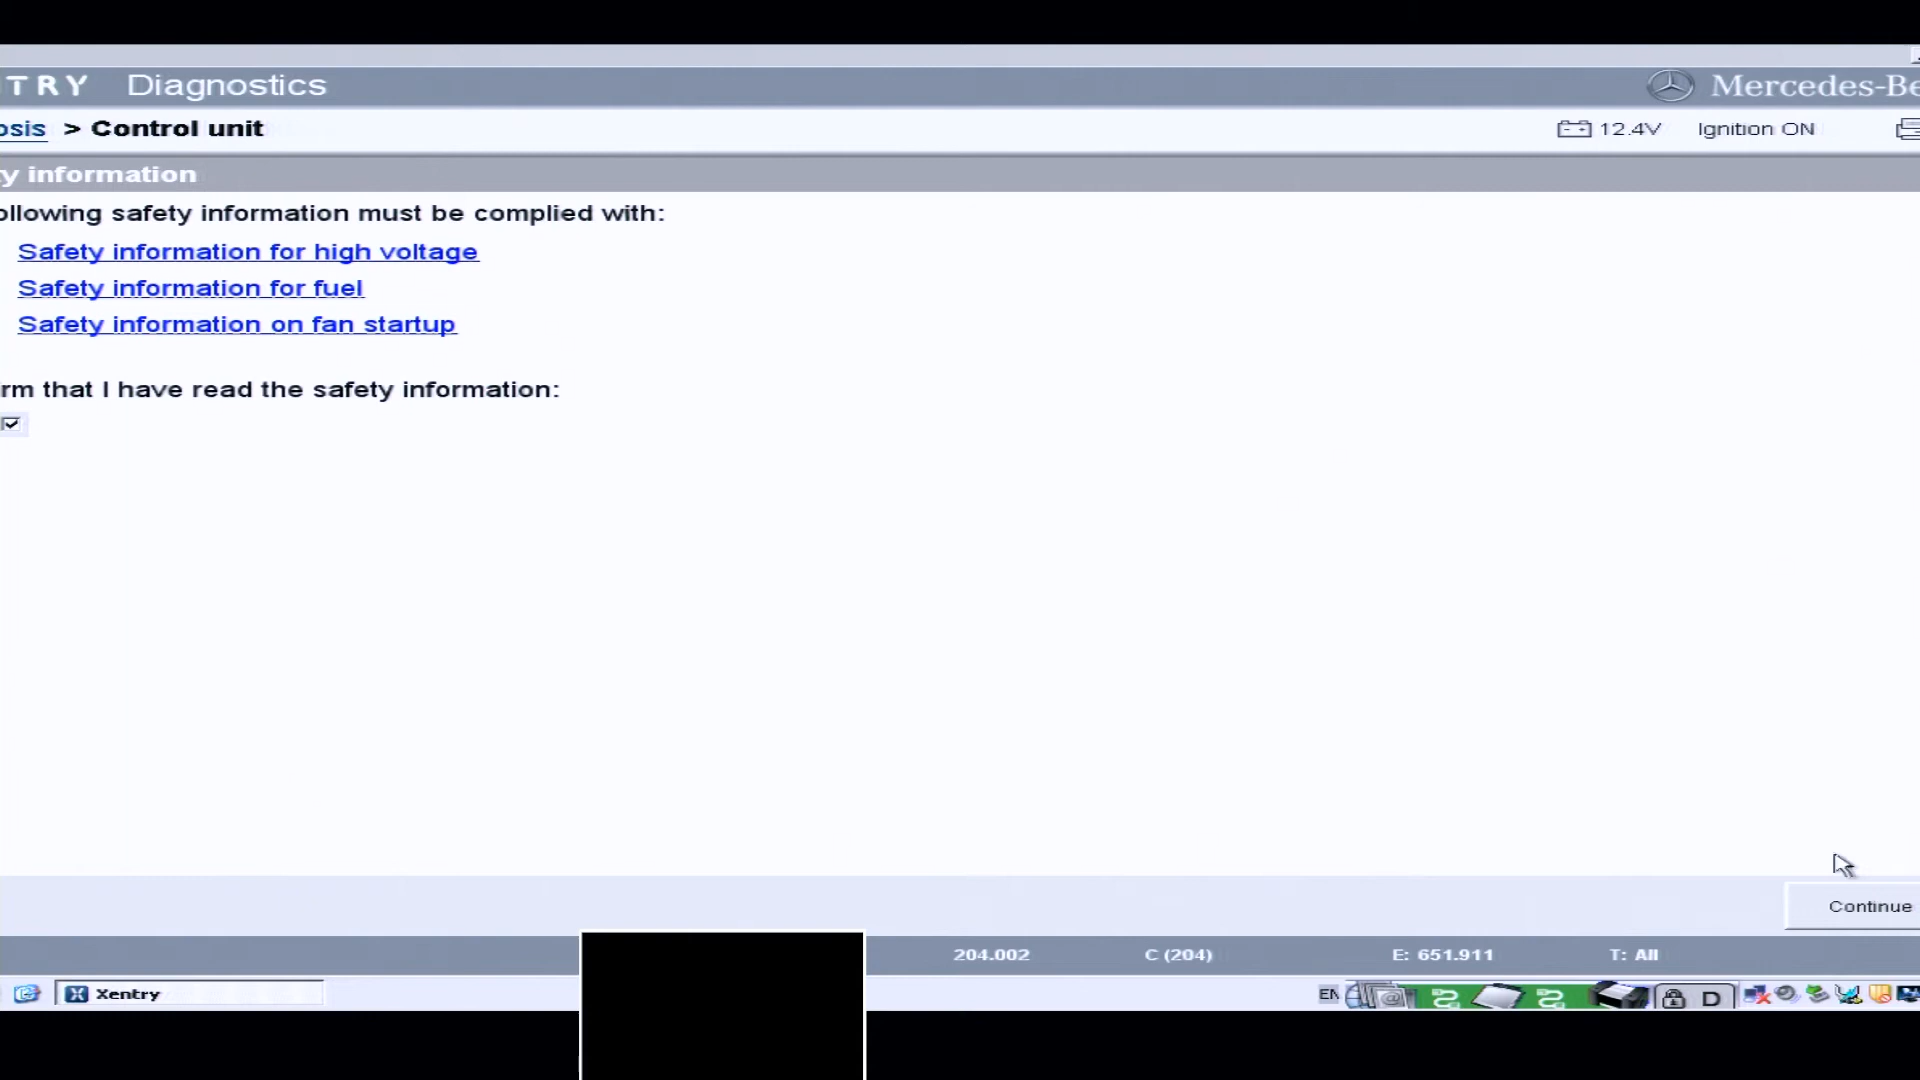 TRY Diagnostics
Mercedes-Be
osis > Control unit
12.4V Ignition ON
y information
ollowing safety information must be complied with:
Safety information for high voltage
Safety information for fuel
Safety information on fan startup
rm that I have read the safety information:
Continue
204.002 C (204) E: 651.911 T: All
Xentry
EN
D